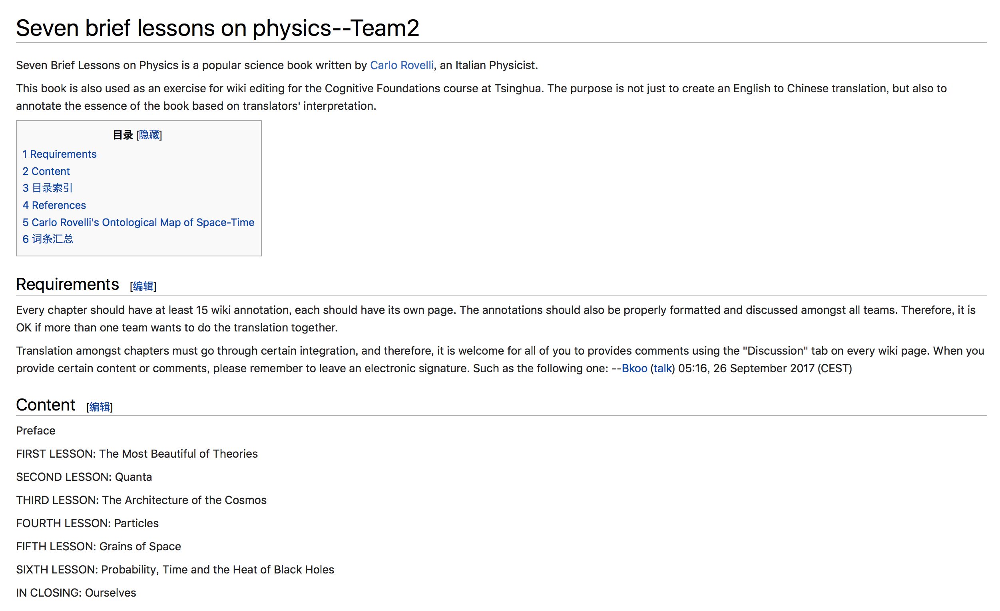 Seven brief lessons on physics--Team2
Seven Brief Lessons on Physics is a popular science book written by Carlo Rovelli, an Italian Physicist.
This book is also used as an exercise for wiki editing for the Cognitive Foundations course at Tsinghua. The purpose is not just to create an English to Chinese translation, but also to
annotate the essence of the book based on translators' interpretation.
目录 [隐藏]
1 Requirements
2 Content
3 目录索引
4 References
5 Carlo Rovelli's Ontological Map of Space-Time
6 词条汇总
Requirements [编辑]
Every chapter should have at least 15 wiki annotation, each should have its own page. The annotations should also be properly formatted and discussed amongst all teams. Therefore, it is
OK if more than one team wants to do the translation together.
Translation amongst chapters must go through certain integration, and therefore, it is welcome for all of you to provides comments using the "Discussion" tab on every wiki page. When you
provide certain content or comments, please remember to leave an electronic signature. Such as the following one: --Bkoo (talk) 05:16, 26 September 2017 (CEST)
Content [编辑]
Preface
FIRST LESSON: The Most Beautiful of Theories
SECOND LESSON: Quanta
THIRD LESSON: The Architecture of the Cosmos
FOURTH LESSON: Particles
FIFTH LESSON: Grains of Space
SIXTH LESSON: Probability, Time and the Heat of Black Holes
IN CLOSING: Ourselves